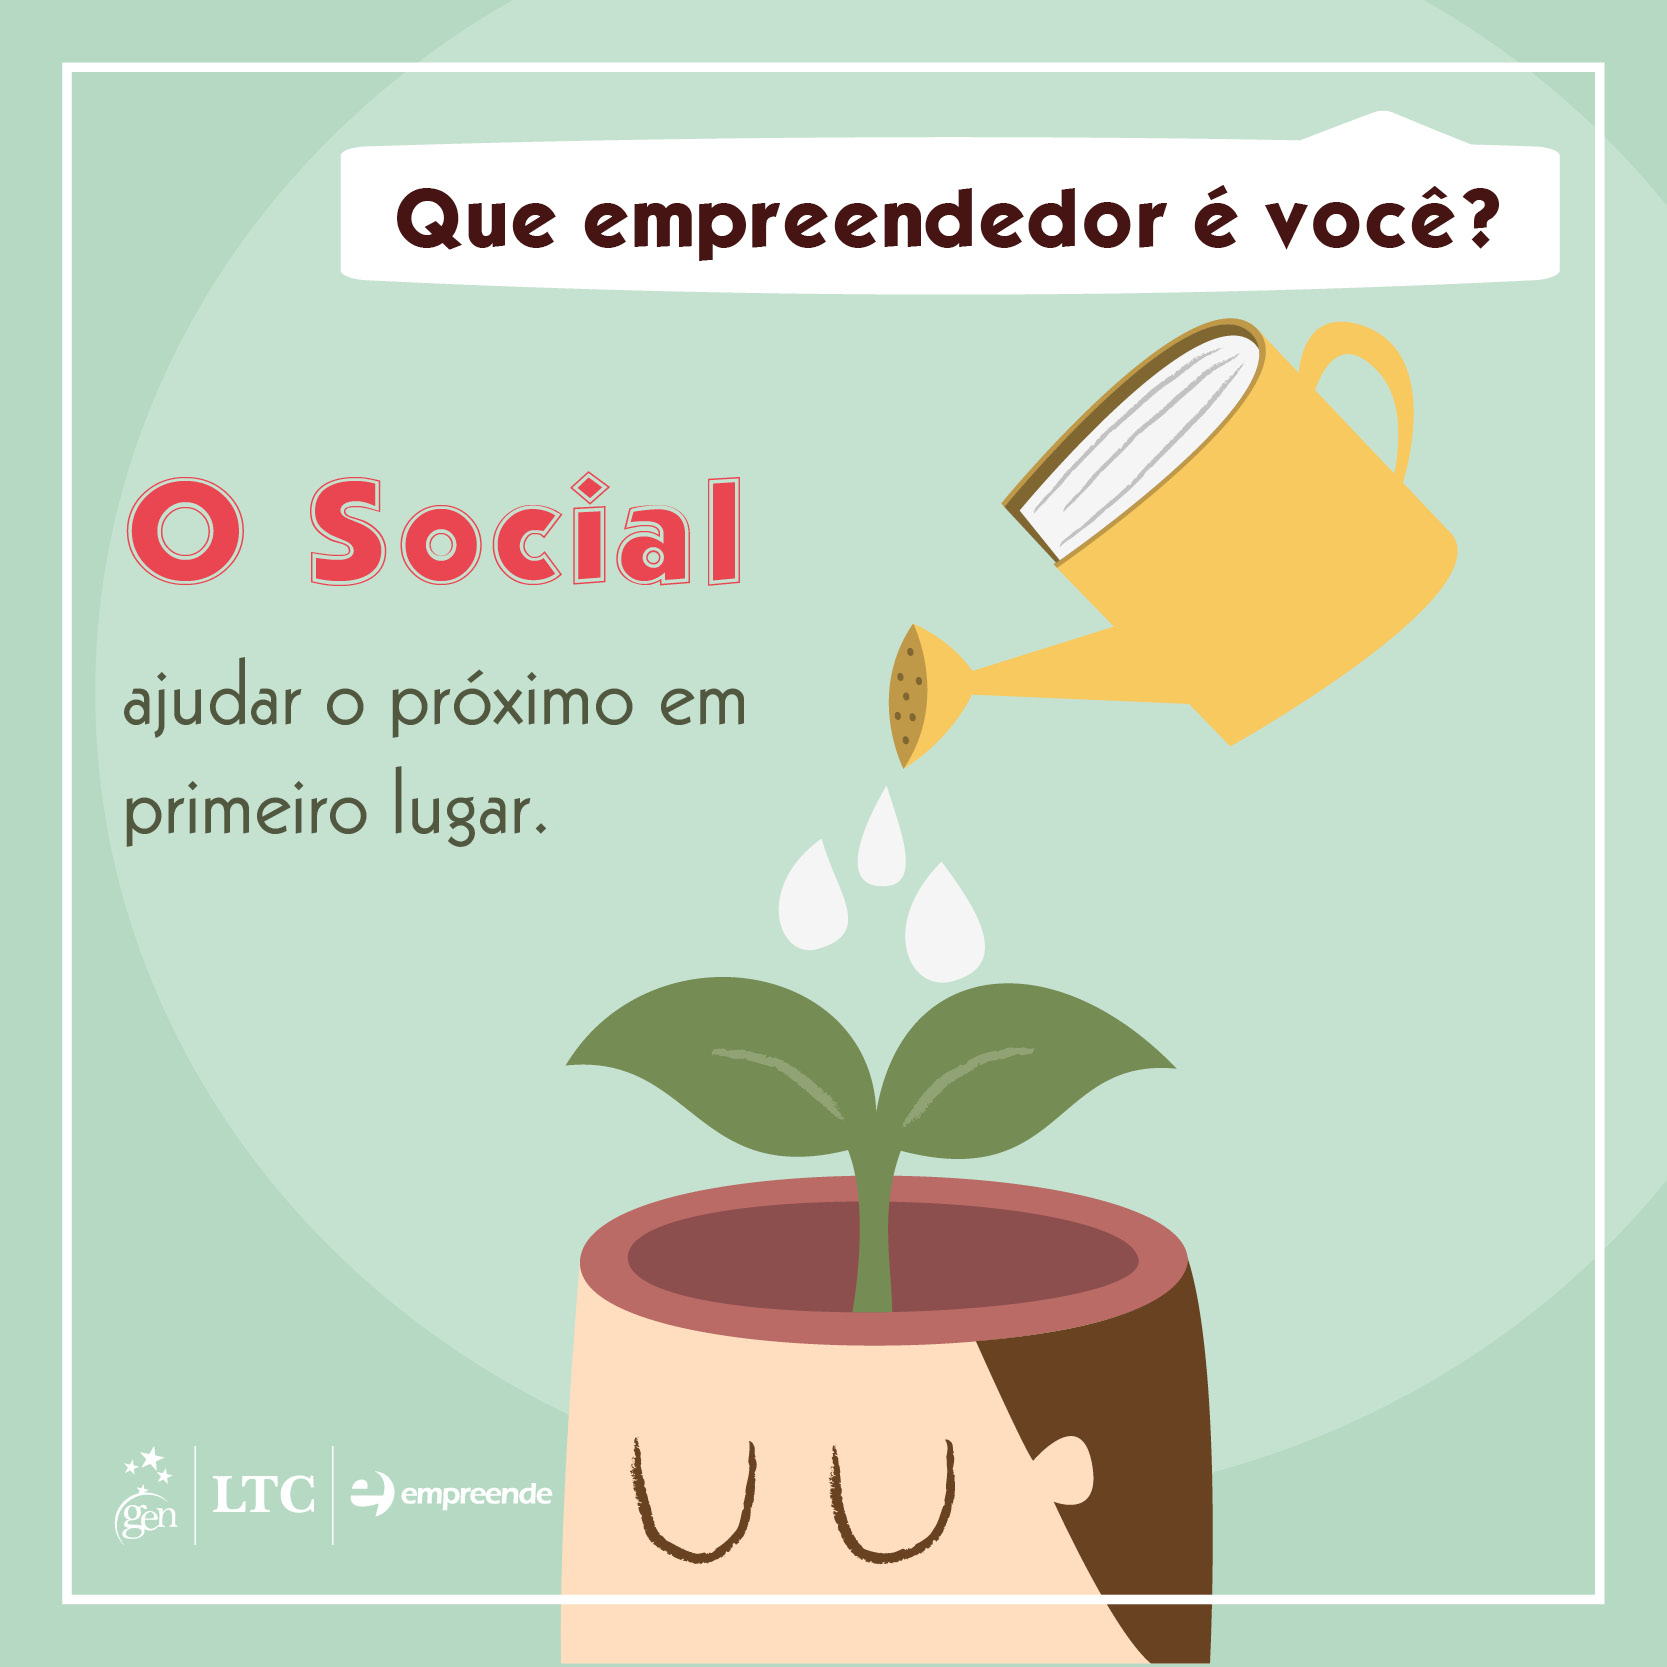 Que empreendedor é você?
O Social
ajudar o próximo em
primeiro lugar.
gen
LTC
empreende